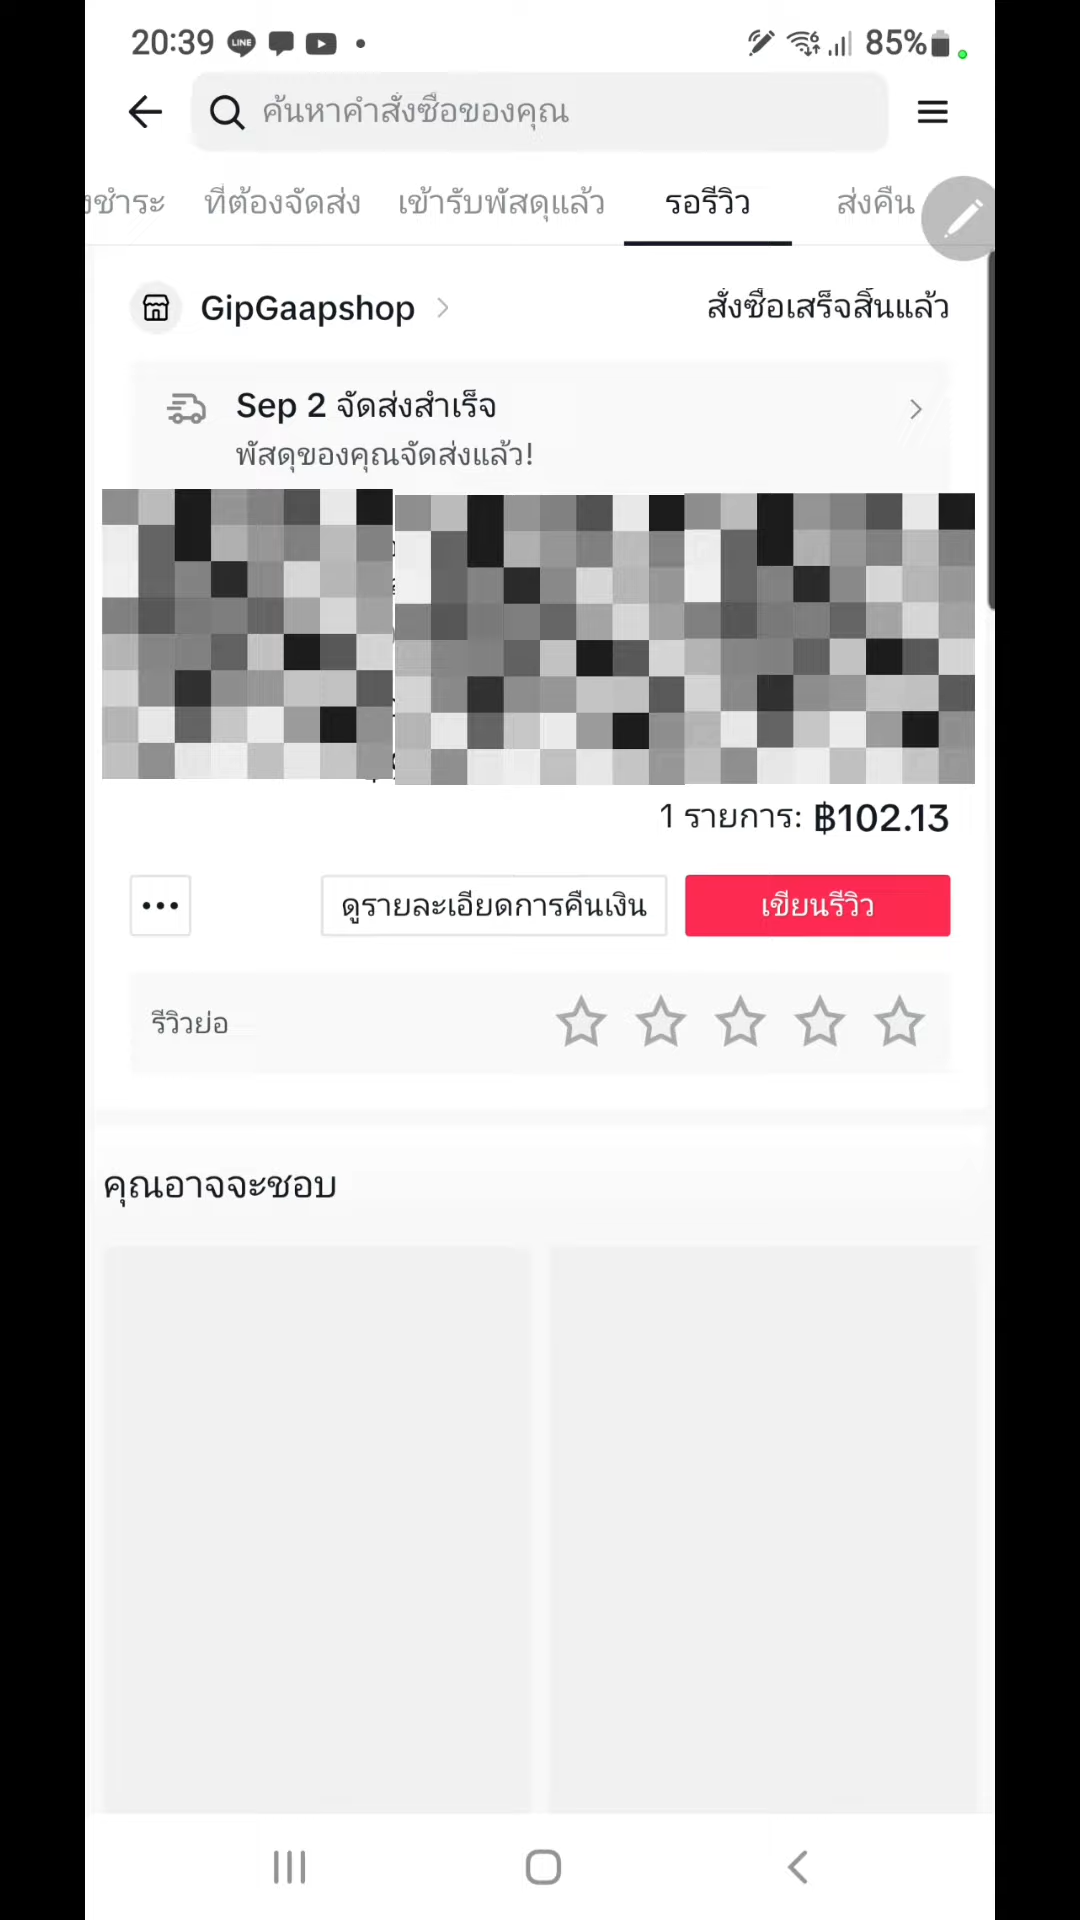 20:39 LINE 85%
ค้นหาคำสั่งซื้อของคุณ
ชำระ ที่ต้องจัดส่ง เข้ารับพัสดุแล้ว รอรีวิว ส่งคืน
GipGaapshop สั่งซื้อเสร็จสิ้นแล้ว
Sep 2 จัดส่งสำเร็จ
พัสดุของคุณจัดส่งแล้ว!
1 รายการ: ฿102.13
ดูรายละเอียดการคืนเงิน เขียนรีวิว
รีวิวย่อ
คุณอาจจะชอบ